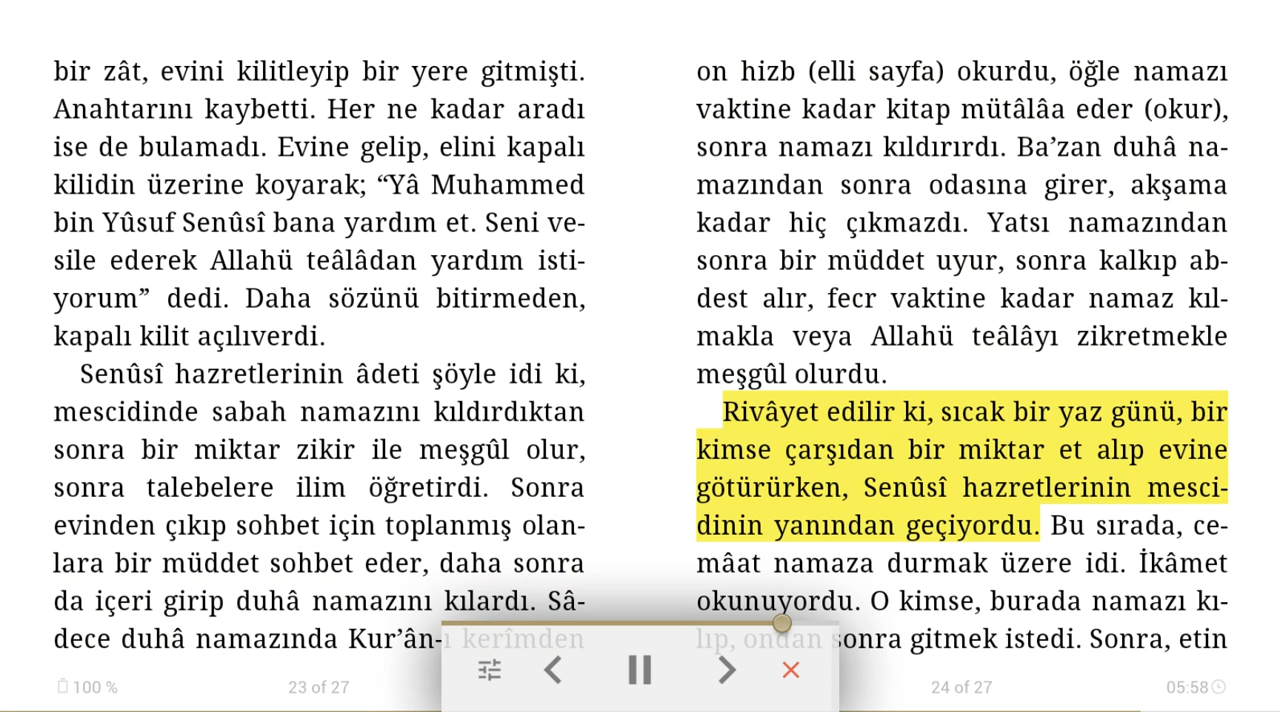 bir zât, evini kilitleyip bir yere gitmişti.
Anahtarını kaybetti. Her ne kadar aradı
ise de bulamadı. Evine gelip, elini kapalı
kilidin üzerine koyarak; “Yâ Muhammed
bin Yûsuf Senûsî bana yardım et. Seni ve-
sile ederek Allahü teâlâdan yardım isti-
yorum” dedi. Daha sözünü bitirmeden,
kapalı kilit açılıverdi.
Senûsî hazretlerinin âdeti şöyle idi ki,
mescidinde sabah namazını kıldırdıktan
sonra bir miktar zikir ile meşgûl olur,
sonra talebelere ilim öğretirdi. Sonra
evinden çıkıp sohbet için toplanmış olan-
lara bir müddet sohbet eder, daha sonra
da içeri girip duhâ namazını kılardı. Sâ-
dece duhâ namazında Kur’ân-ı kerîmden
23 of 27
100 %
on hizb (elli sayfa) okurdu, öğle namazı
vaktine kadar kitap mütâlâa eder (okur),
sonra namazı kıldırırdı. Ba’zan duhâ na-
mazından sonra odasına girer, akşama
kadar hiç çıkmazdı. Yatsı namazından
sonra bir müddet uyur, sonra kalkıp ab-
dest alır, fecr vaktine kadar namaz kıl-
makla veya Allahü teâlâyı zikretmekle
meşgûl olurdu.
Rivâyet edilir ki, sıcak bir yaz günü, bir
kimse çarşıdan bir miktar et alıp evine
götürürken, Senûsî hazretlerinin mesci-
dinin yanından geçiyordu. Bu sırada, ce-
mâat namaza durmak üzere idi. İkâmet
okunuyordu. O kimse, burada namazı kı-
lıp, ondan sonra gitmek istedi. Sonra, etin
24 of 27
05:58